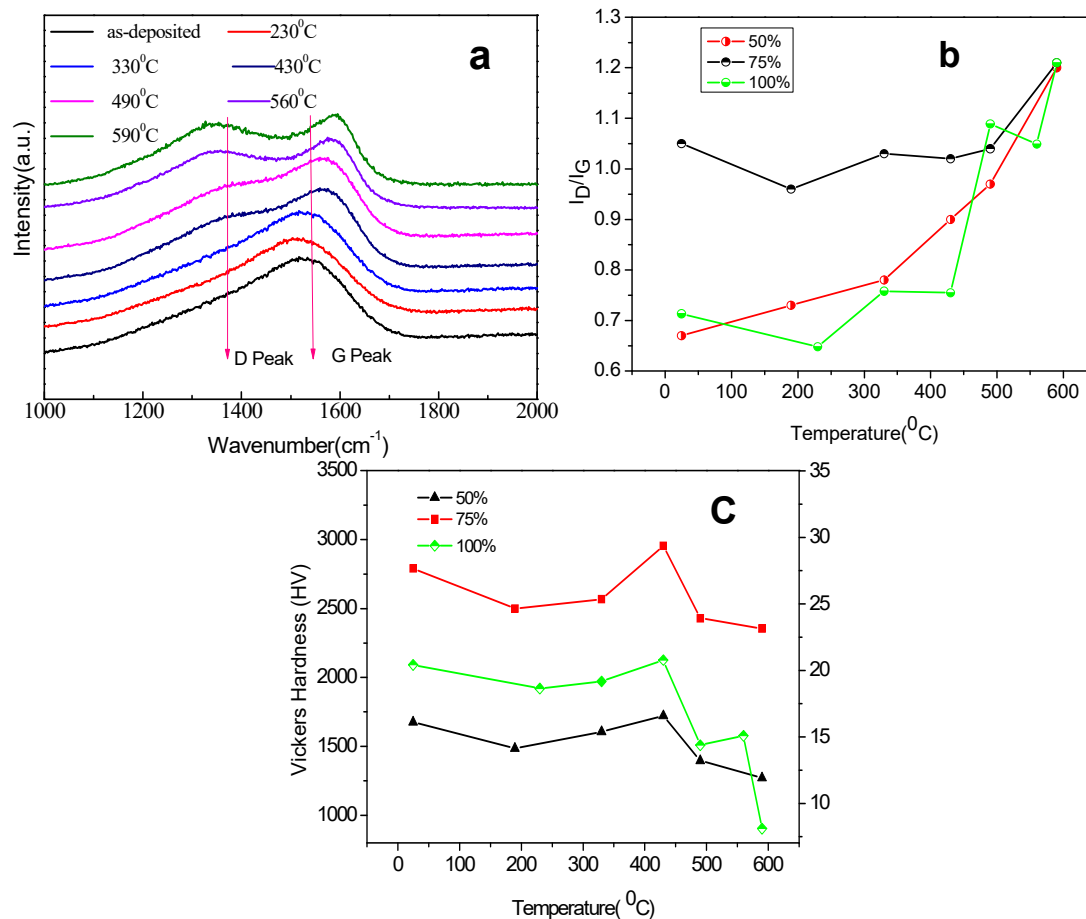 as-deposited
230⁰C
330⁰C
430⁰C
490⁰C
560⁰C
590⁰C
a
Intensity(a.u.)
D Peak
G Peak
1000 1200 1400 1600 1800 2000
Wavenumber(cm⁻¹)
b
50%
75%
100%
I_D/I_G
1.2
1.1
1.0
0.9
0.8
0.7
0.6
0 100 200 300 400 500 600
Temperature(⁰C)
C
50%
75%
100%
Vickers Hardness (HV)
3500
3000
2500
2000
1500
1000
35
30
25
20
15
10
0 100 200 300 400 500 600
Temperature( ⁰C)